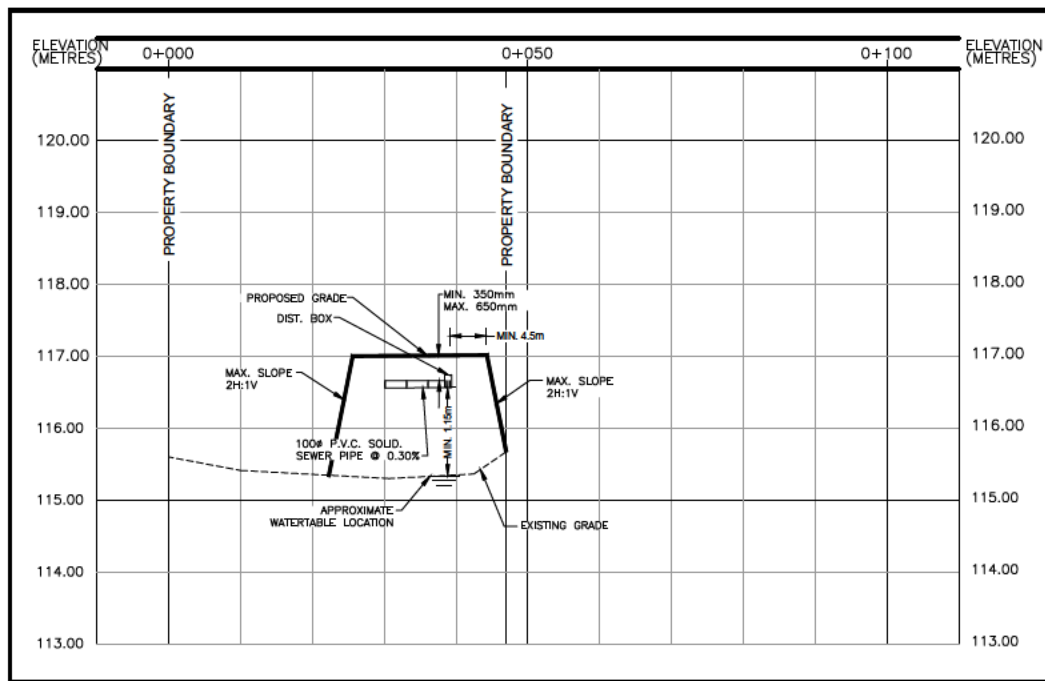 ELEVATION
(METRES)
0+000
0+050
0+100
ELEVATION
(METRES)
PROPERTY BOUNDARY
PROPERTY BOUNDARY
120.00
120.00
119.00
119.00
118.00
118.00
PROPOSED GRADE
MIN. 350mm
MAX. 650mm
DIST. BOX
MIN. 4.5m
117.00
117.00
MAX. SLOPE
2H:1V
MAX. SLOPE
2H:1V
116.00
116.00
MIN. 1.15m
100ø P.V.C. SOLID.
SEWER PIPE @ 0.30%
115.00
115.00
APPROXIMATE
WATERTABLE LOCATION
EXISTING GRADE
114.00
114.00
113.00
113.00